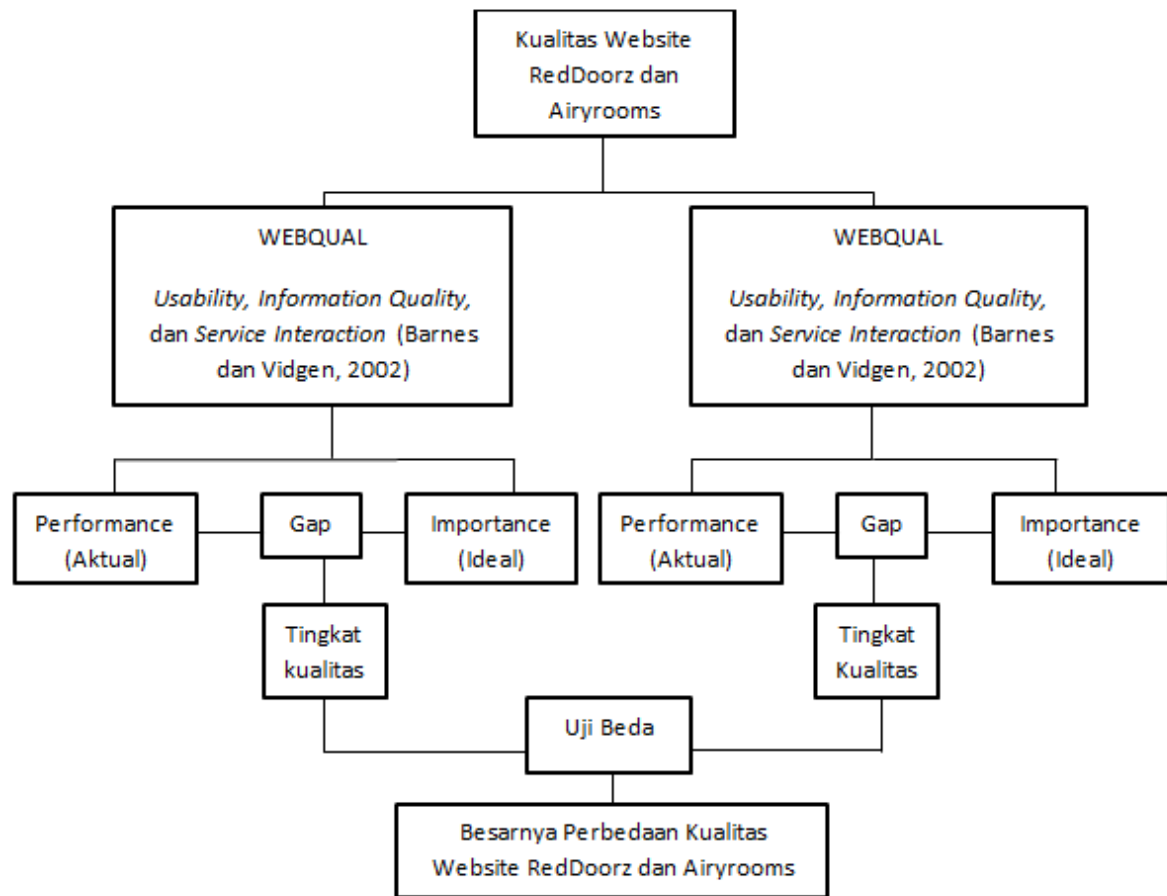 Kualitas Website
RedDoorz dan
Airyrooms
WEBQUAL
Usability, Information Quality,
dan Service Interaction (Barnes
dan Vidgen, 2002)
WEBQUAL
Usability, Information Quality,
dan Service Interaction (Barnes
dan Vidgen, 2002)
Performance
(Aktual)
Gap
Importance
(Ideal)
Performance
(Aktual)
Gap
Importance
(Ideal)
Tingkat
kualitas
Tingkat
Kualitas
Uji Beda
Besarnya Perbedaan Kualitas
Website RedDoorz dan Airyrooms